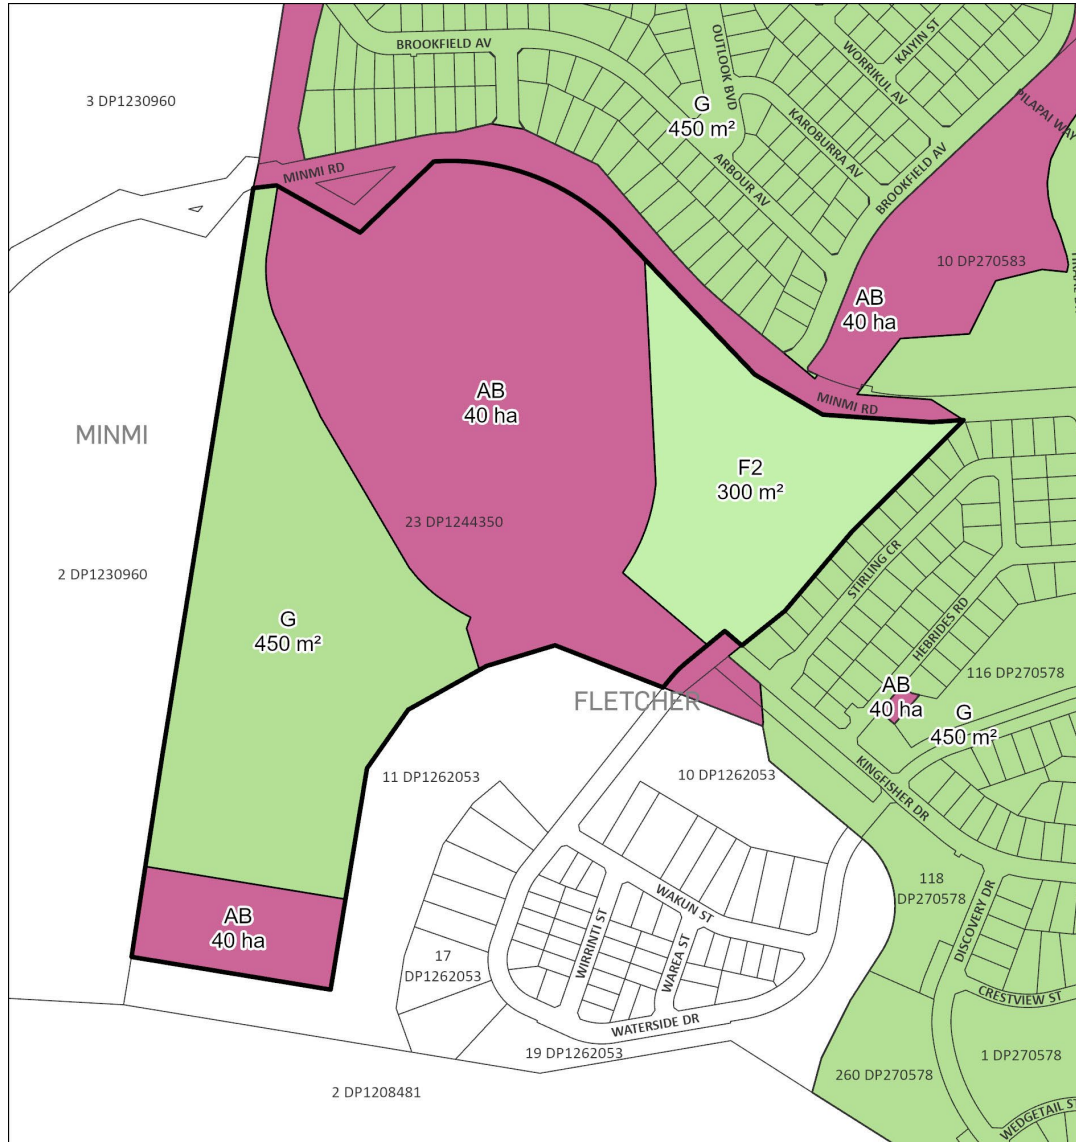 BROOKFIELD AV
OUTLOOK BVD
WORRIKUL AV
KAIYIN ST
3 DP1230960
G
450 m²
PILAPAI WAY
KAROBURRA AV
MINMI RD
ARBOUR AV
BROOKFIELD AV
10 DP270583
AB
40 ha
AB
40 ha
MINMI RD
MINMI
F2
300 m²
23 DP1244350
2 DP1230960
STIRLING CR
G
450 m²
HEBRIDES RD
116 DP270578
AB
40 ha
FLETCHER
G
450 m²
11 DP1262053
10 DP1262053
KINGFISHER DR
118
DP270578
WAKUN ST
DISCOVERY DR
AB
40 ha
WIRRINTI ST
WAREA ST
17
DP1262053
CRESTVIEW ST
WATERSIDE DR
19 DP1262053
1 DP270578
260 DP270578
2 DP1208481
WEDGETAIL ST